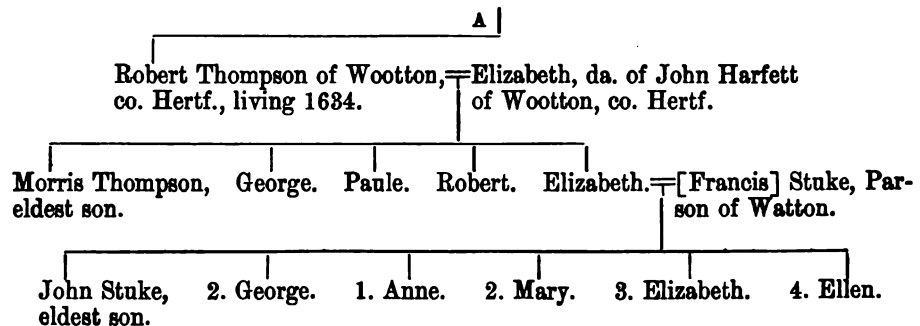 A
Robert Thompson of Wootton, Elizabeth, da. of John Harfett
co. Hertf., living 1634. of Wootton, co. Hertf.
Morris Thompson, George. Paule. Robert. Elizabeth. [Francis] Stuke, Par-
eldest son. son of Watton.
John Stuke, 2. George. 1. Anne. 2. Mary. 3. Elizabeth. 4. Ellen.
eldest son.